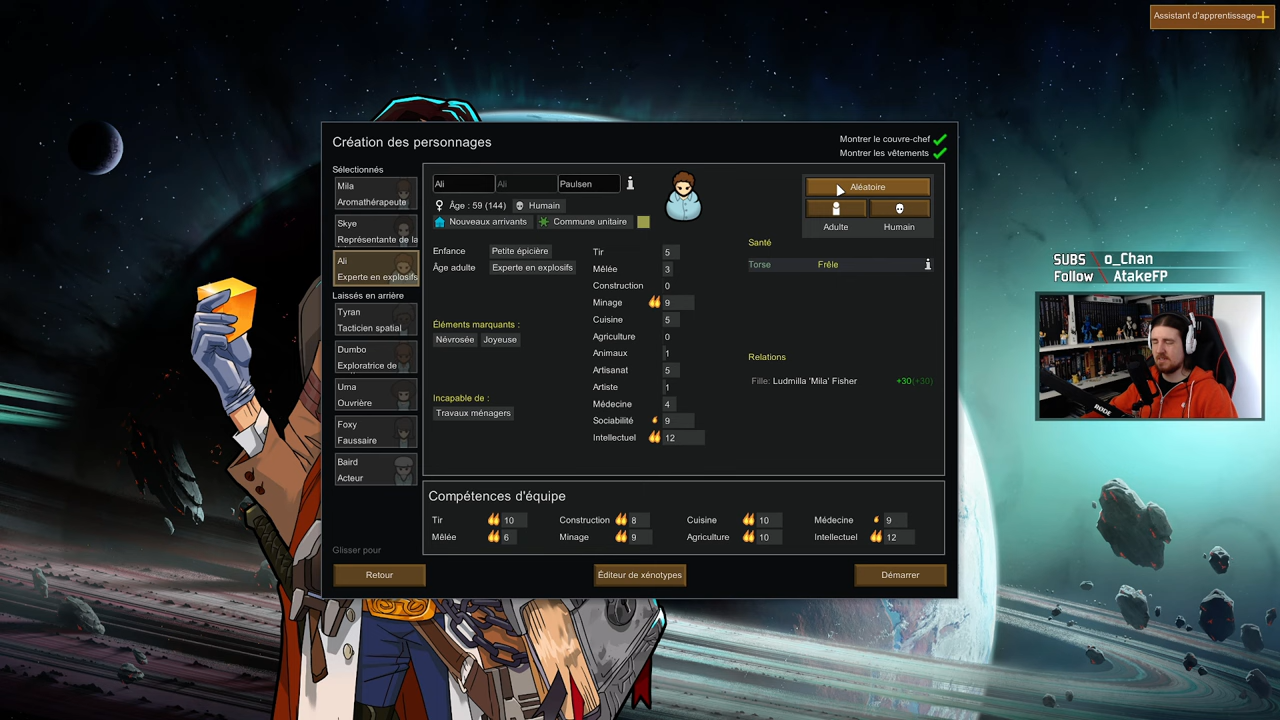 Assistant d'apprentissage
Création des personnages
Montrer le couvre-chef
Montrer les vêtements
Sélectionnés
Mila
Aromathérapeute
Skye
Représentante de la
Ali
Experte en explosifs
Laissés en arrière
Tyran
Tacticien spatial
Dumbo
Exploratrice de
Uma
Ouvrière
Foxy
Faussaire
Baird
Acteur
Glisser pour
Ali
Ali
Paulsen
Âge : 59 (144)
Humain
Nouveaux arrivants
Commune unitaire
Enfance
Petite épicière
Âge adulte
Experte en explosifs
Éléments marquants :
Névrosée
Joyeuse
Incapable de :
Travaux ménagers
Tir 5
Mêlée 3
Construction 0
Minage 9
Cuisine 5
Agriculture 0
Animaux 1
Artisanat 5
Artiste 1
Médecine 4
Sociabilité 9
Intellectuel 12
Aléatoire
Adulte
Humain
Santé
Torse
Frêle
Relations
Fille: Ludmilla 'Mila' Fisher
+30(+30)
Compétences d'équipe
Tir 10
Construction 8
Cuisine 10
Médecine 9
Mêlée 6
Minage 9
Agriculture 10
Intellectuel 12
Retour
Éditeur de xénotypes
Démarrer
SUBS \ o_Chan
Follow \ AtakeFP
RODE